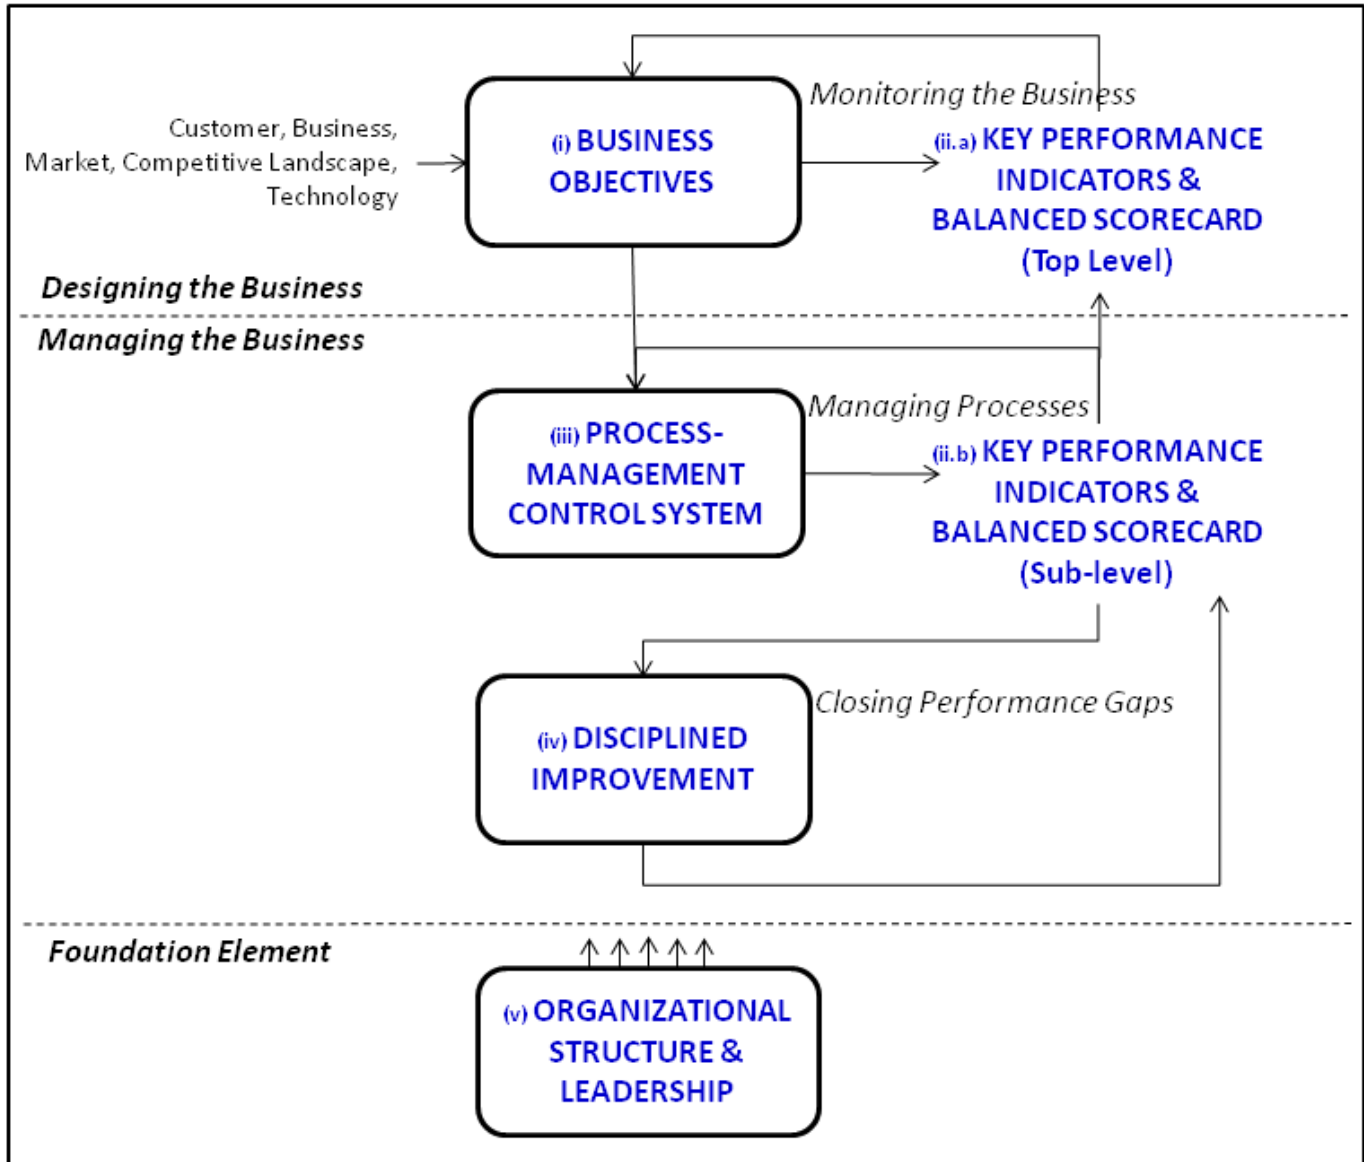 Monitoring the Business
Customer, Business,
Market, Competitive Landscape,
Technology
(i) BUSINESS
OBJECTIVES
(ii.a) KEY PERFORMANCE
INDICATORS &
BALANCED SCORECARD
(Top Level)
Designing the Business
Managing the Business
Managing Processes
(iii) PROCESS-
MANAGEMENT
CONTROL SYSTEM
(ii.b) KEY PERFORMANCE
INDICATORS &
BALANCED SCORECARD
(Sub-level)
Closing Performance Gaps
(iv) DISCIPLINED
IMPROVEMENT
Foundation Element
(v) ORGANIZATIONAL
STRUCTURE &
LEADERSHIP